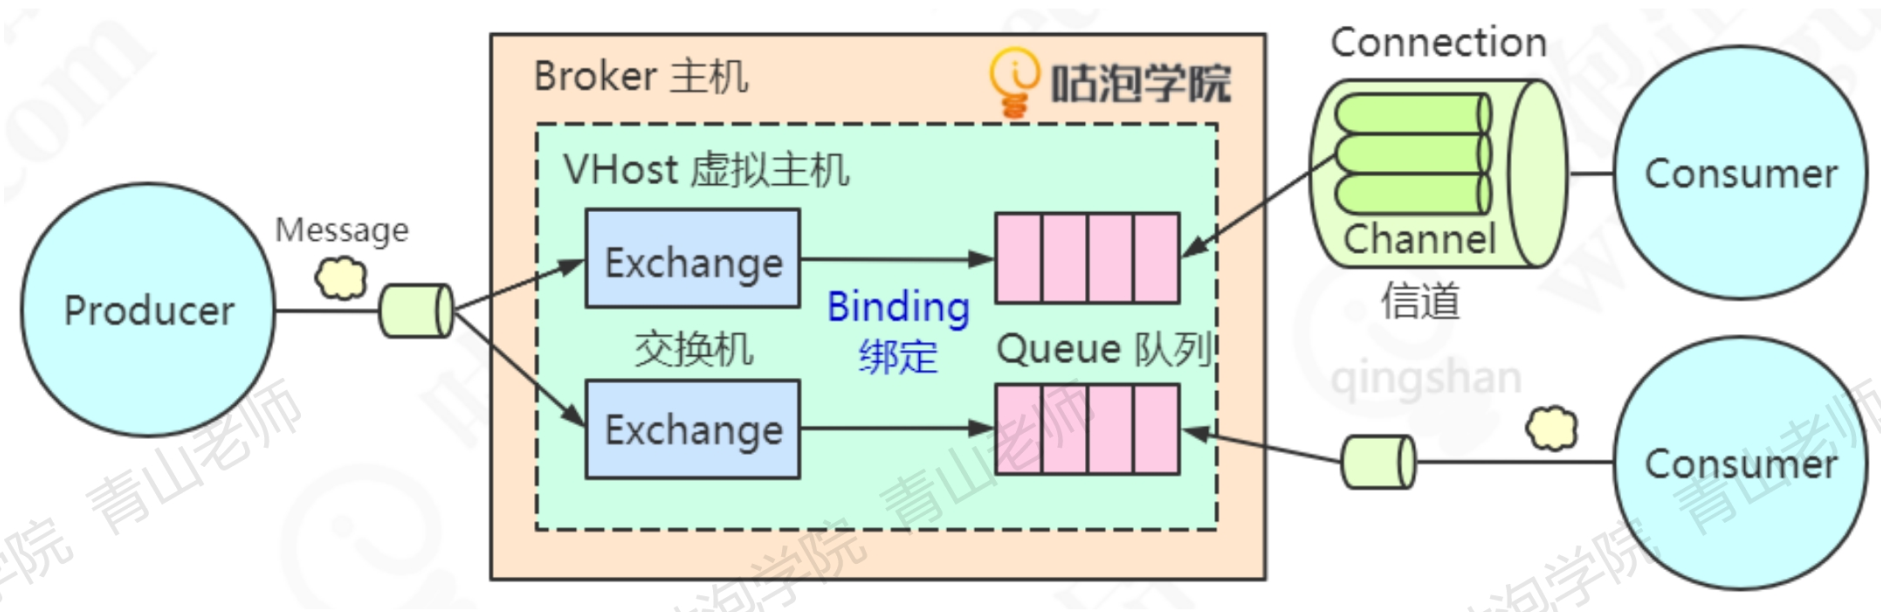 Broker 主机
咕泡学院
Connection
VHost 虚拟主机
Consumer
Message
Exchange
Channel
信道
Producer
Binding
绑定
交换机
Queue 队列
qingshan
Exchange
Consumer
青山老师
青山老师
青山老师
学院
泡学院
泡学院
com